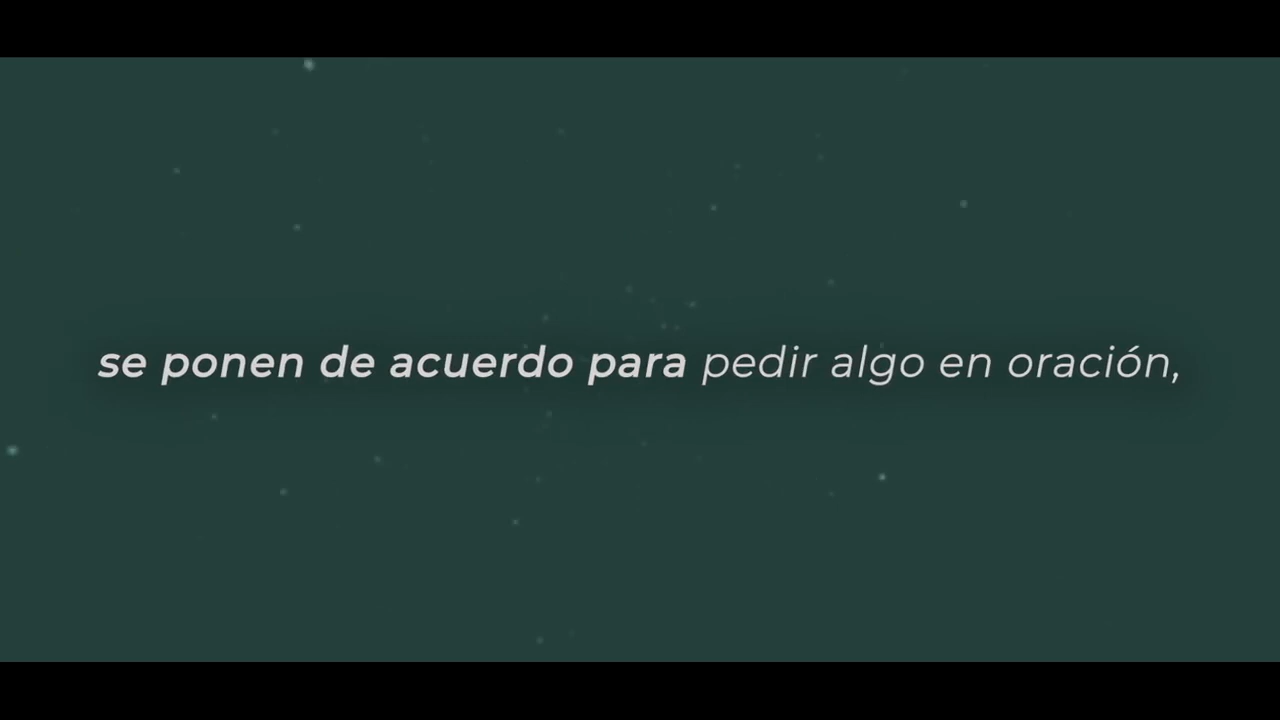 se ponen de acuerdo para pedir algo en oración,